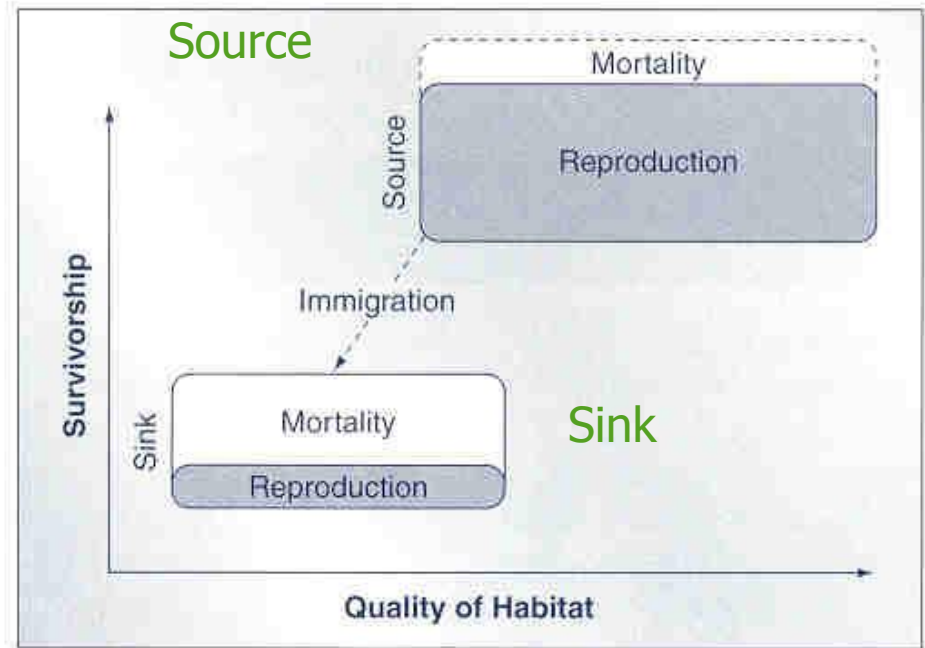 Source
Mortality
Source
Reproduction
Immigration
Survivorship
Sink
Mortality
Sink
Reproduction
Quality of Habitat